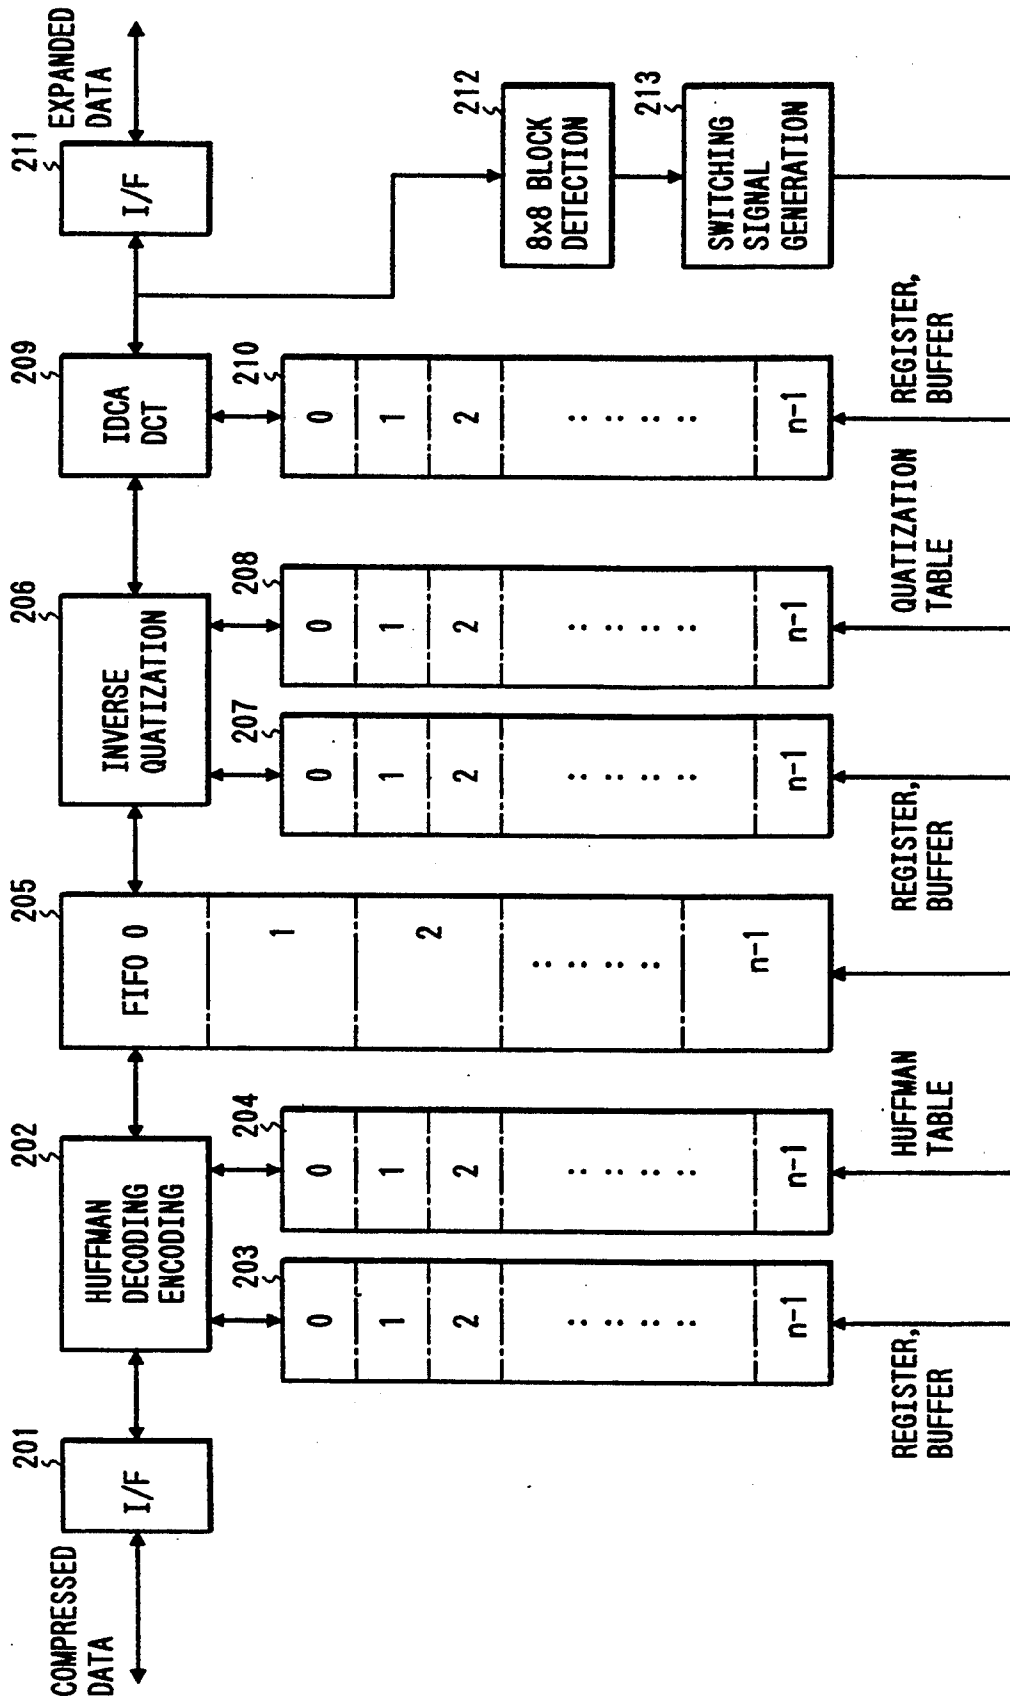 COMPRESSED
DATA
201
I/F
202
HUFFMAN
DECODING
ENCODING
203
0
1
2
n-1
REGISTER,
BUFFER
204
0
1
2
n-1
HUFFMAN
TABLE
205
FIFO 0
1
2
n-1
206
INVERSE
QUATIZATION
207
0
1
2
n-1
REGISTER,
BUFFER
208
0
1
2
n-1
QUATIZATION
TABLE
209
IDCA
DCT
210
0
1
2
n-1
REGISTER,
BUFFER
211
I/F
EXPANDED
DATA
212
8x8 BLOCK
DETECTION
213
SWITCHING
SIGNAL
GENERATION